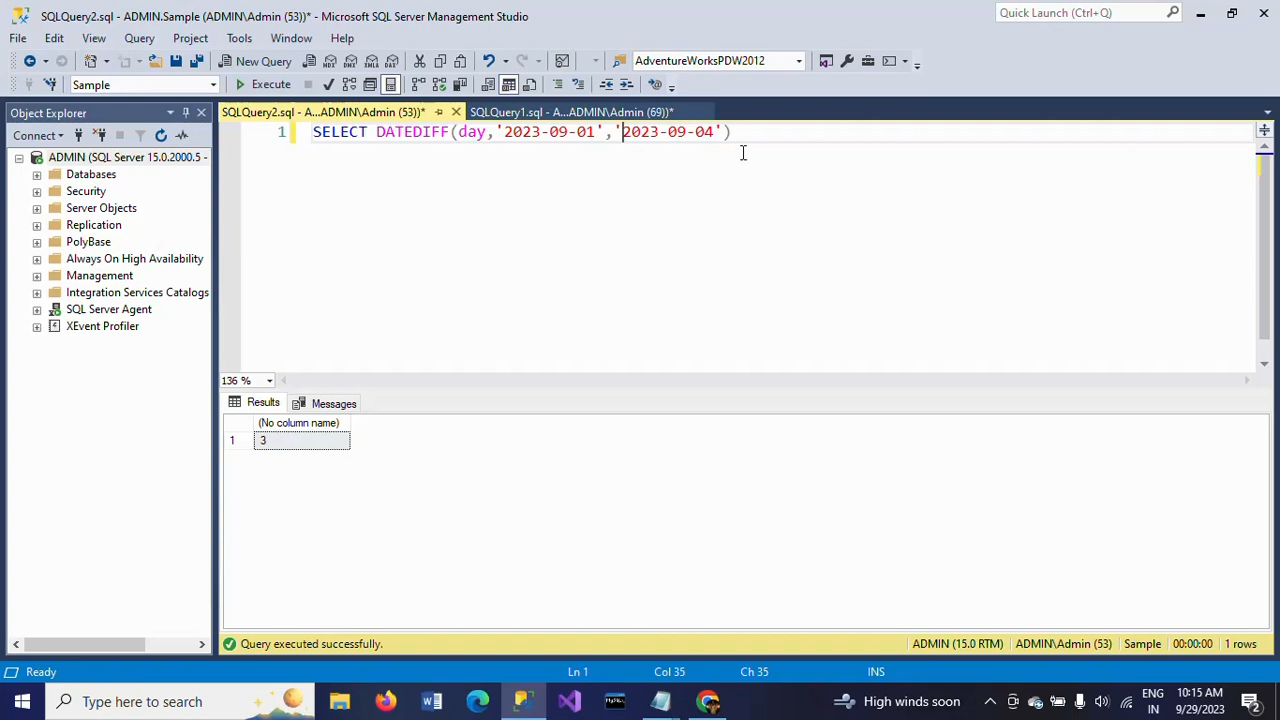 SQLQuery2.sql - ADMIN.Sample (ADMIN\Admin (53))* - Microsoft SQL Server Management Studio
Quick Launch (Ctrl+Q)
File Edit View Query Project Tools Window Help
New Query AdventureWorksPDW2012
Sample Execute
Object Explorer
SQLQuery2.sql - A...ADMIN\Admin (53))* SQLQuery1.sql - A...ADMIN\Admin (69))*
Connect
1 SELECT DATEDIFF(day,'2023-09-01','2023-09-04')
ADMIN (SQL Server 15.0.2000.5 -
Databases
Security
Server Objects
Replication
PolyBase
Always On High Availability
Management
Integration Services Catalogs
SQL Server Agent
XEvent Profiler
136 %
Results Messages
(No column name)
1 3
Query executed successfully. ADMIN (15.0 RTM) ADMIN\Admin (53) Sample 00:00:00 1 rows
Ready Ln 1 Col 35 Ch 35 INS
Type here to search High winds soon ENG IN 10:15 AM 9/29/2023 2